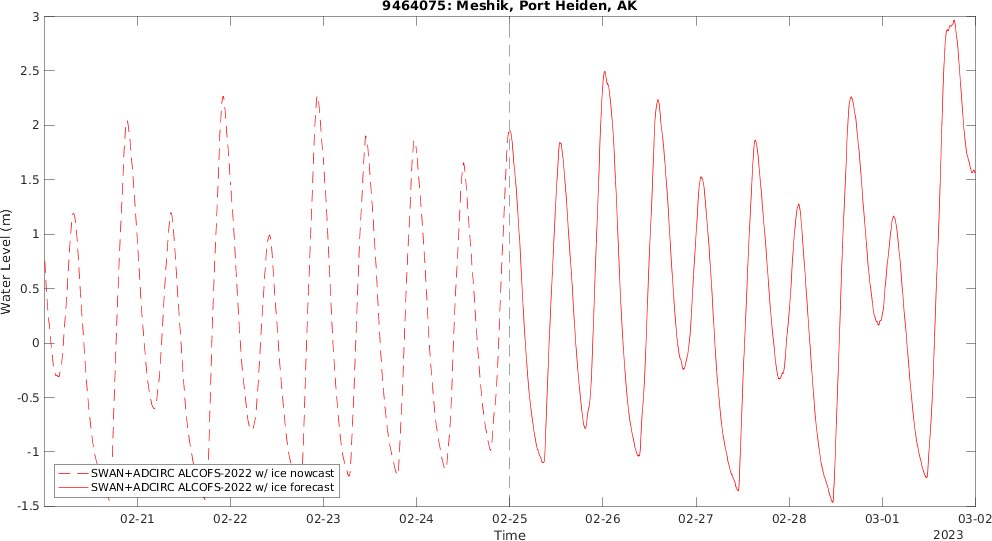 9464075: Meshik, Port Heiden, AK
3
2.5
2
1.5
1
0.5
0
-0.5
-1
-1.5
Water Level (m)
SWAN+ADCIRC ALCOFS-2022 w/ ice nowcast
SWAN+ADCIRC ALCOFS-2022 w/ ice forecast
02-21 02-22 02-23 02-24 02-25 02-26 02-27 02-28 03-01 03-02
Time
2023